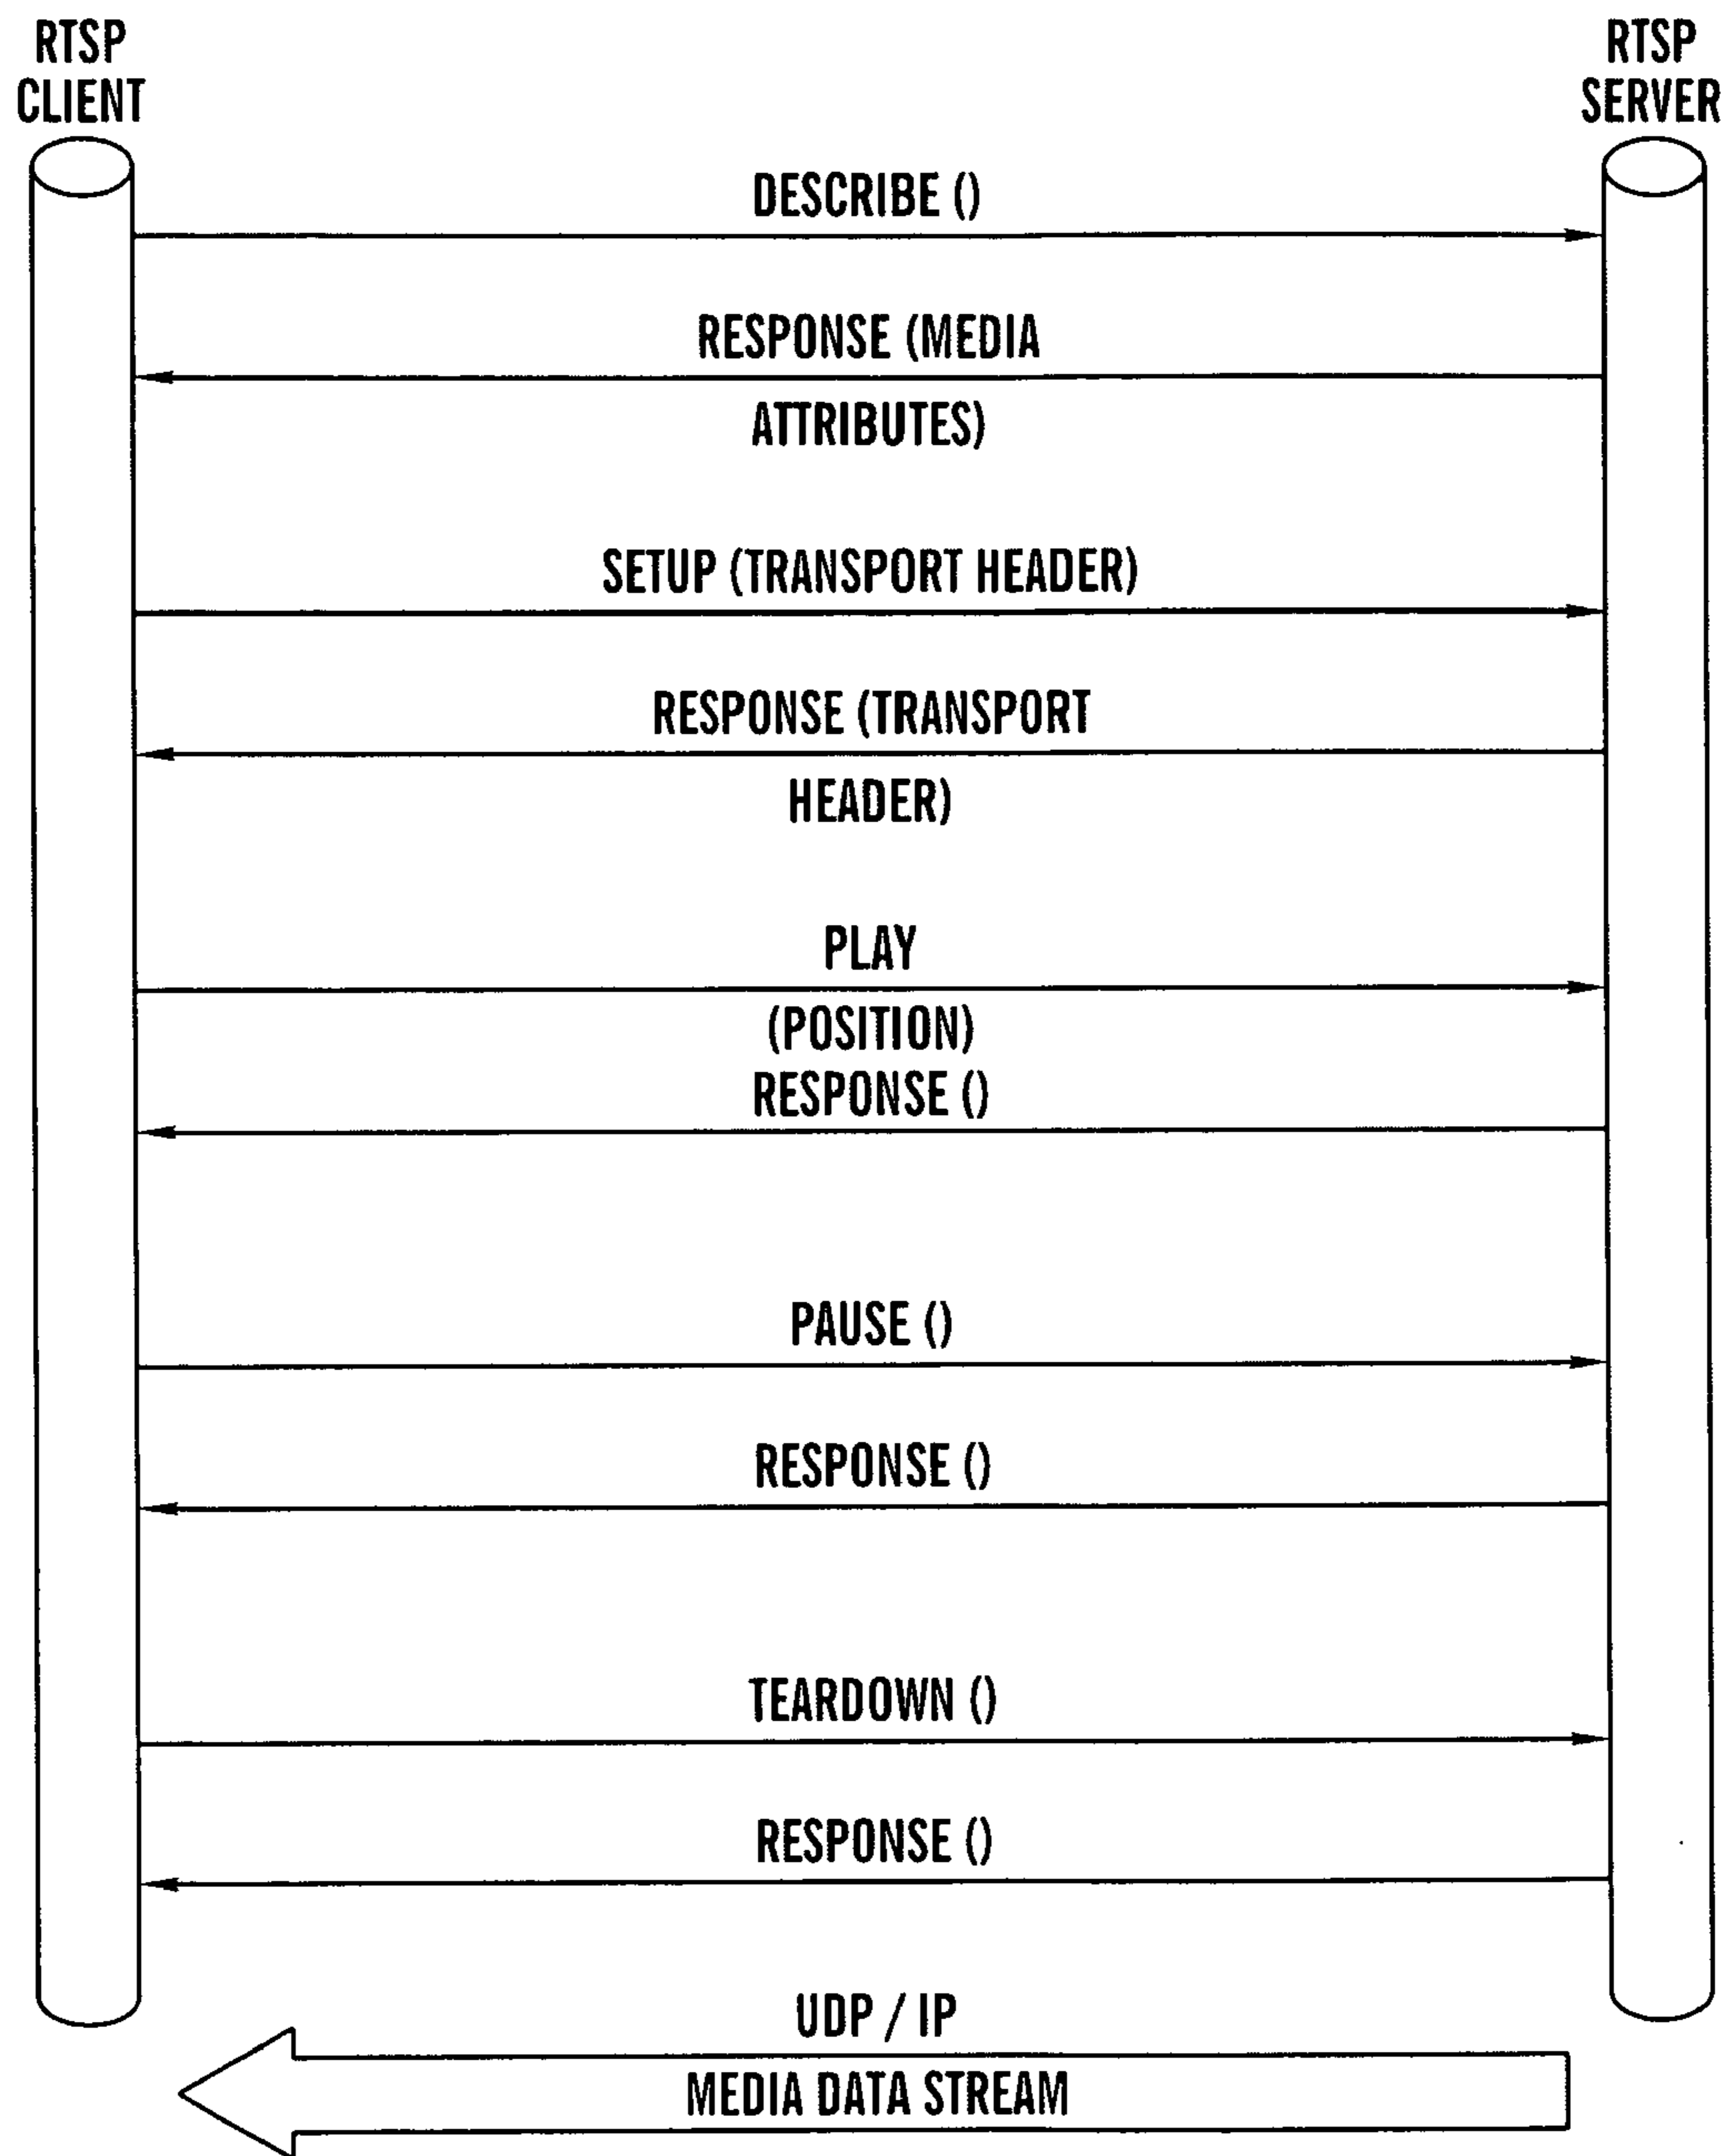 RTSP
CLIENT
RTSP
SERVER
DESCRIBE ()
RESPONSE (MEDIA
ATTRIBUTES)
SETUP (TRANSPORT HEADER)
RESPONSE (TRANSPORT
HEADER)
PLAY
(POSITION)
RESPONSE ()
PAUSE ()
RESPONSE ()
TEARDOWN ()
RESPONSE ()
UDP / IP
MEDIA DATA STREAM